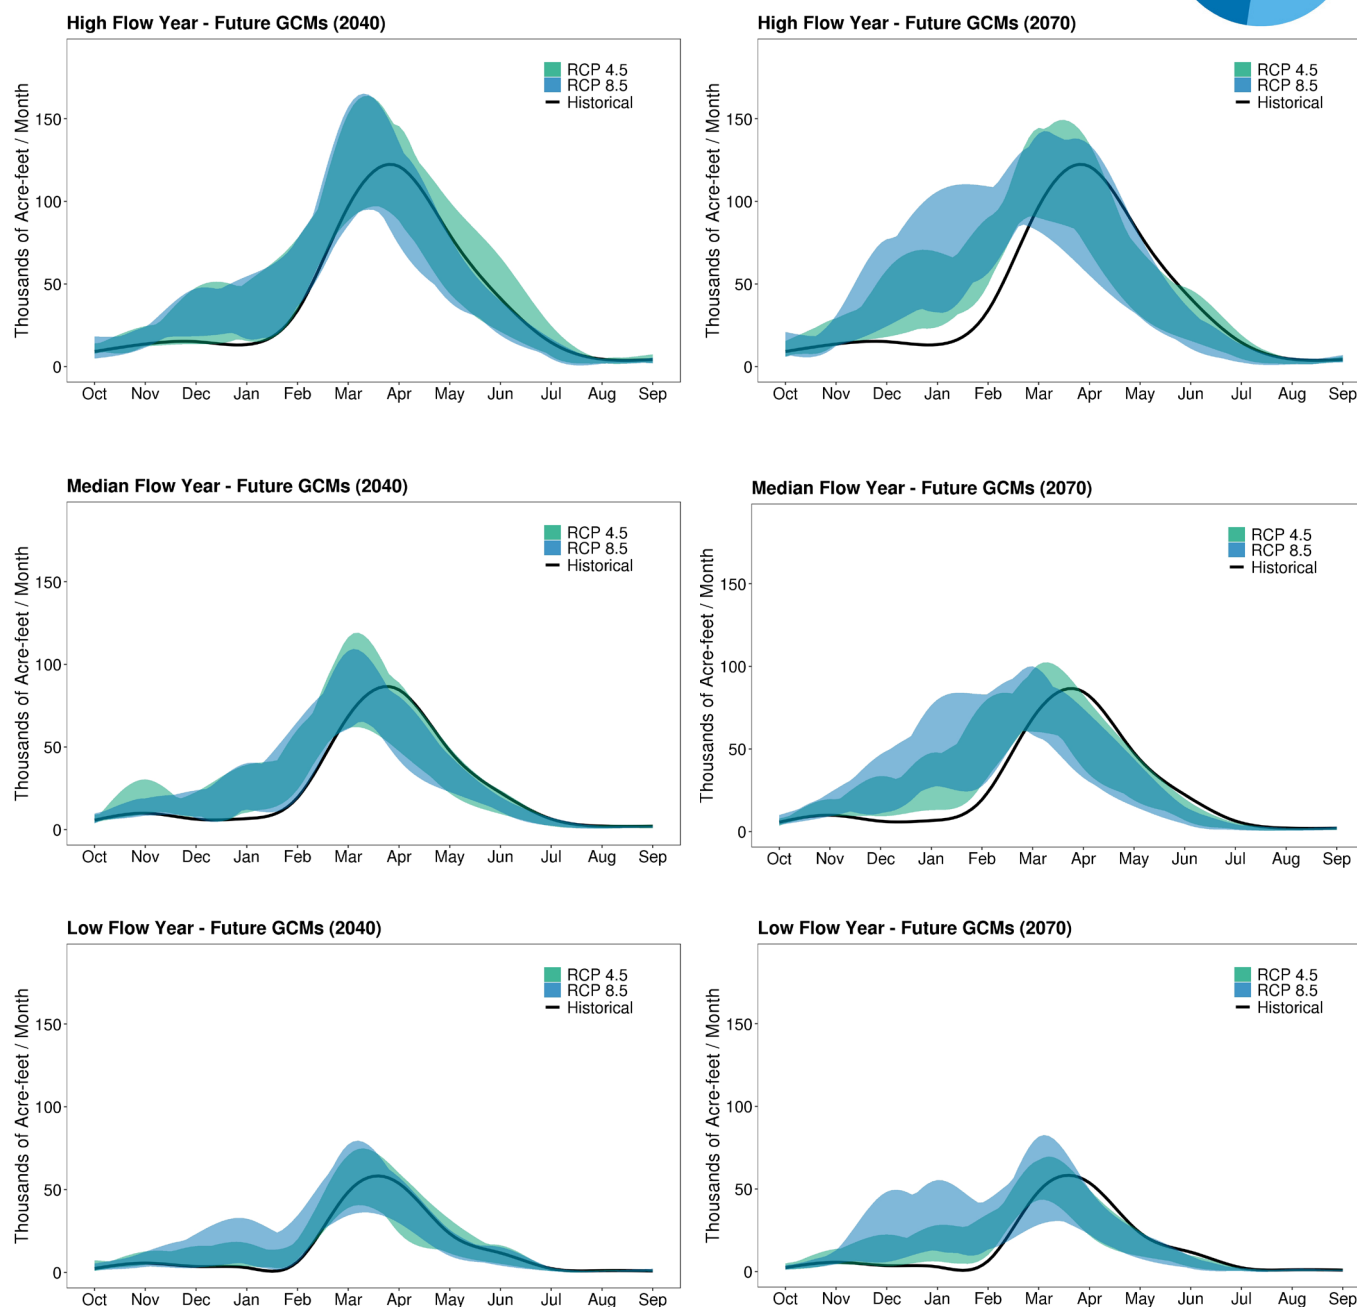 High Flow Year - Future GCMs (2040)
Thousands of Acre-feet / Month
150
100
50
0
RCP 4.5
RCP 8.5
Historical
Oct Nov Dec Jan Feb Mar Apr May Jun Jul Aug Sep
High Flow Year - Future GCMs (2070)
Thousands of Acre-feet / Month
150
100
50
0
RCP 4.5
RCP 8.5
Historical
Oct Nov Dec Jan Feb Mar Apr May Jun Jul Aug Sep
Median Flow Year - Future GCMs (2040)
Thousands of Acre-feet / Month
150
100
50
0
RCP 4.5
RCP 8.5
Historical
Oct Nov Dec Jan Feb Mar Apr May Jun Jul Aug Sep
Median Flow Year - Future GCMs (2070)
Thousands of Acre-feet / Month
150
100
50
0
RCP 4.5
RCP 8.5
Historical
Oct Nov Dec Jan Feb Mar Apr May Jun Jul Aug Sep
Low Flow Year - Future GCMs (2040)
Thousands of Acre-feet / Month
150
100
50
0
RCP 4.5
RCP 8.5
Historical
Oct Nov Dec Jan Feb Mar Apr May Jun Jul Aug Sep
Low Flow Year - Future GCMs (2070)
Thousands of Acre-feet / Month
150
100
50
0
RCP 4.5
RCP 8.5
Historical
Oct Nov Dec Jan Feb Mar Apr May Jun Jul Aug Sep